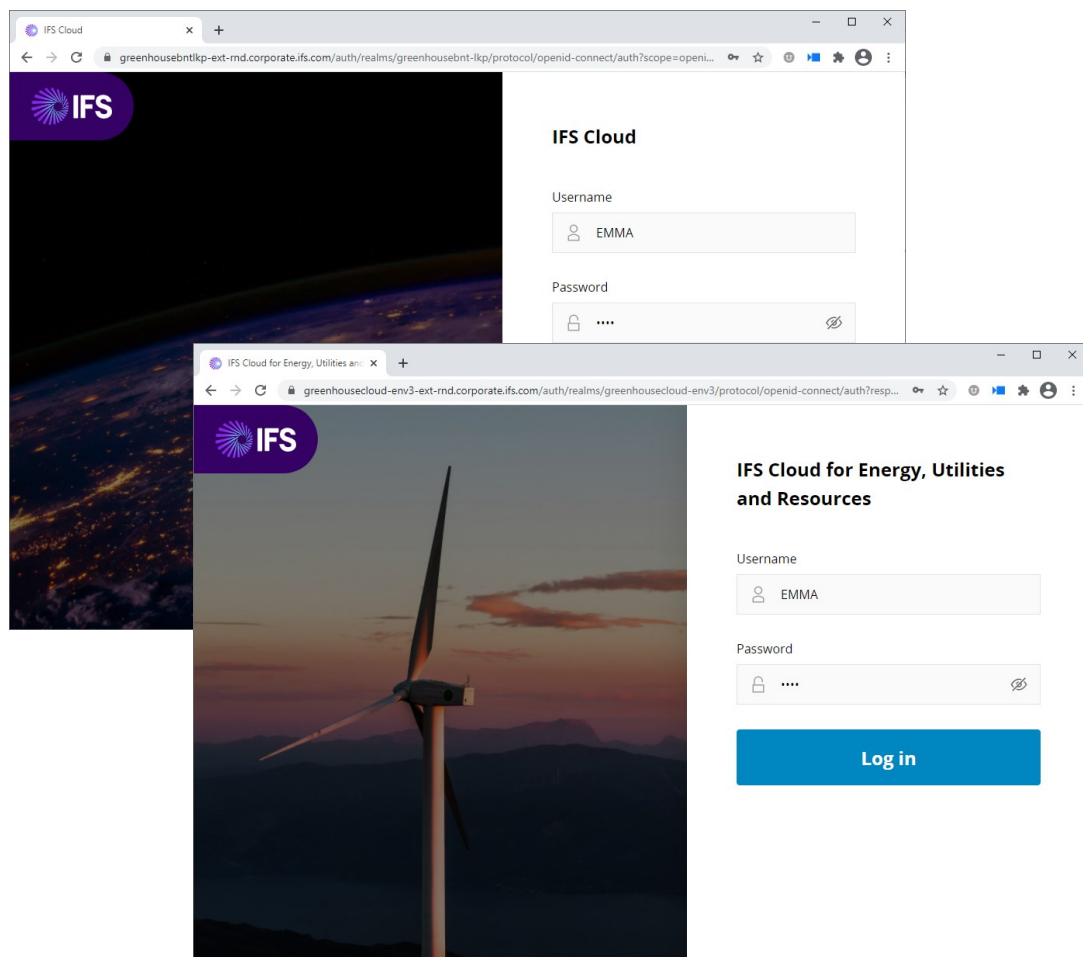 IFS Cloud
greenhousebntlkp-ext-rnd.corporate.ifs.com/auth/realms/greenhousebnt-lkp/protocol/openid-connect/auth?scope=openi...
IFS
IFS Cloud
Username
EMMA
Password
••••
IFS Cloud for Energy, Utilities anc
greenhousecloud-env3-ext-rnd.corporate.ifs.com/auth/realms/greenhousecloud-env3/protocol/openid-connect/auth?resp...
IFS
IFS Cloud for Energy, Utilities
and Resources
Username
EMMA
Password
••••
Log in